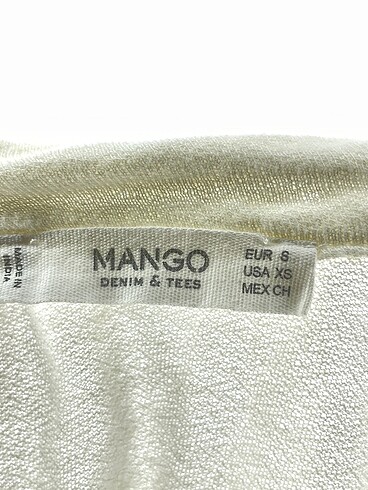 MADE IN
INDIA
MANGO
DENIM & TEES
EUR S
USA XS
MEX CH